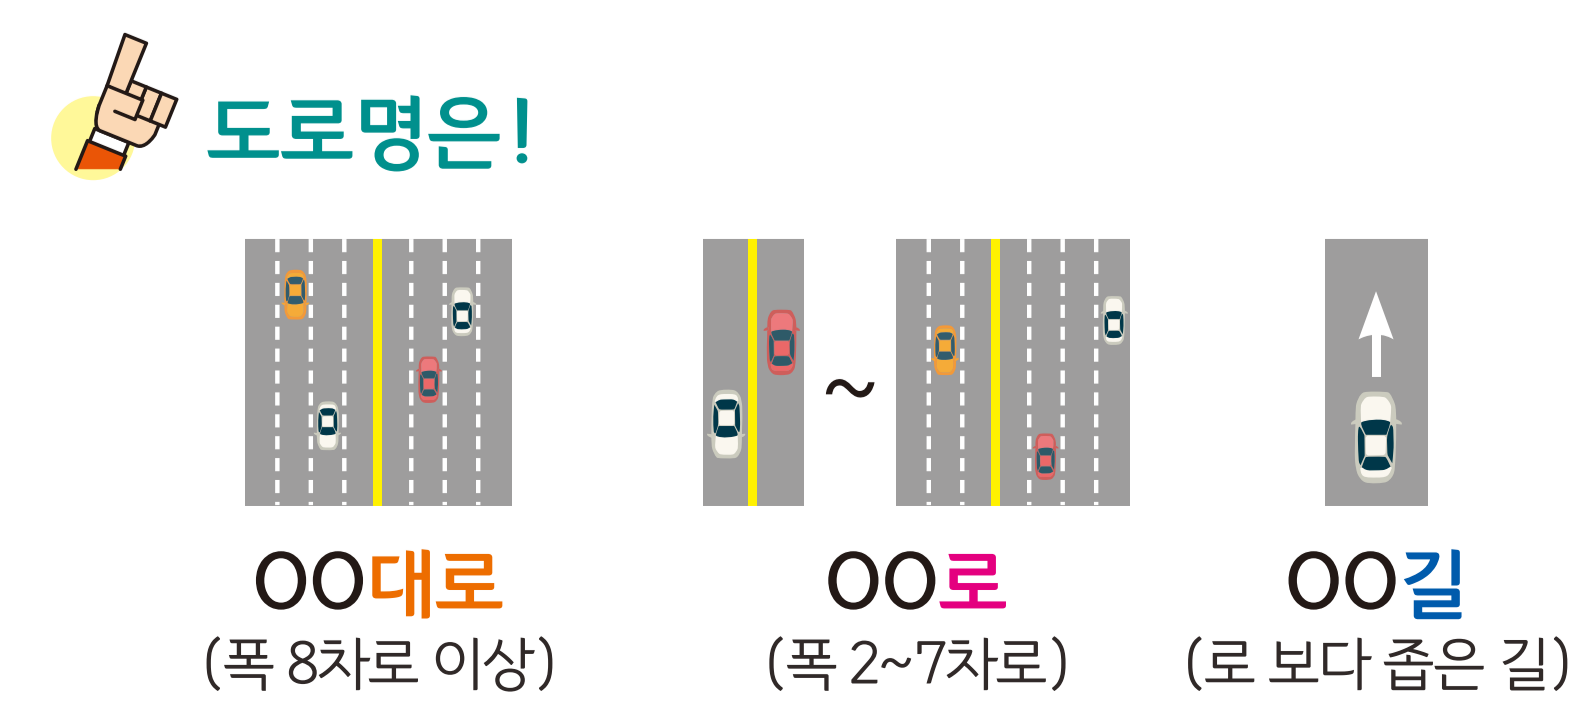 도로명은!
~
OO대로
(폭 8차로 이상)
OO로
(폭 2~7차로)
OO길
(로 보다 좁은 길)